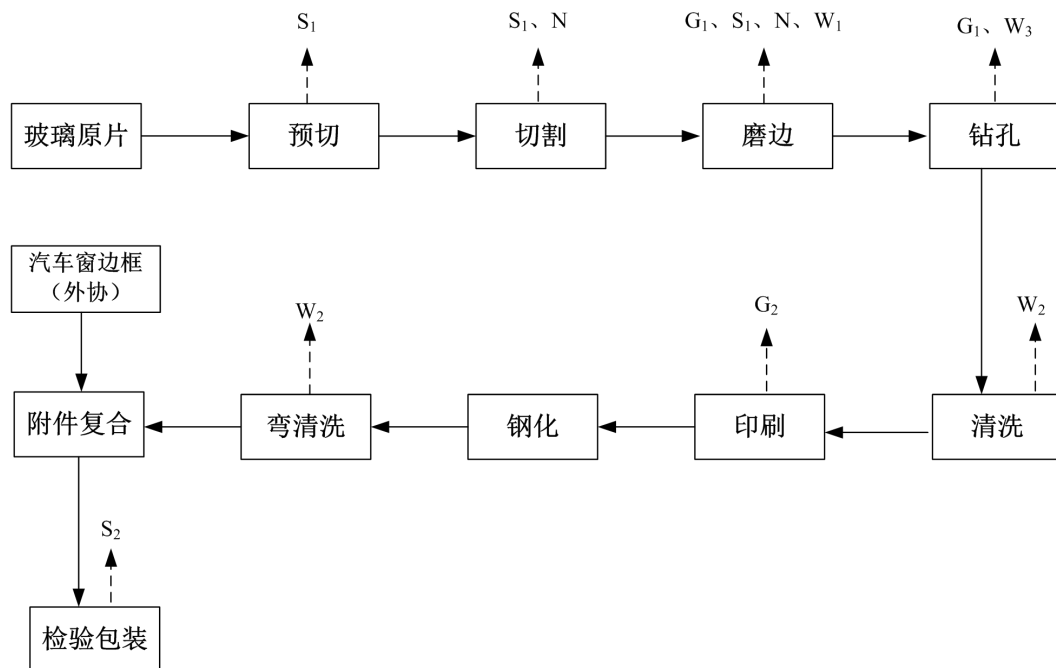 S₁
S₁、N
G₁、S₁、N、W₁
G₁、W₃
玻璃原片
预切
切割
磨边
钻孔
汽车窗边框
（外协）
W₂
G₂
W₂
附件复合
弯清洗
钢化
印刷
清洗
S₂
检验包装